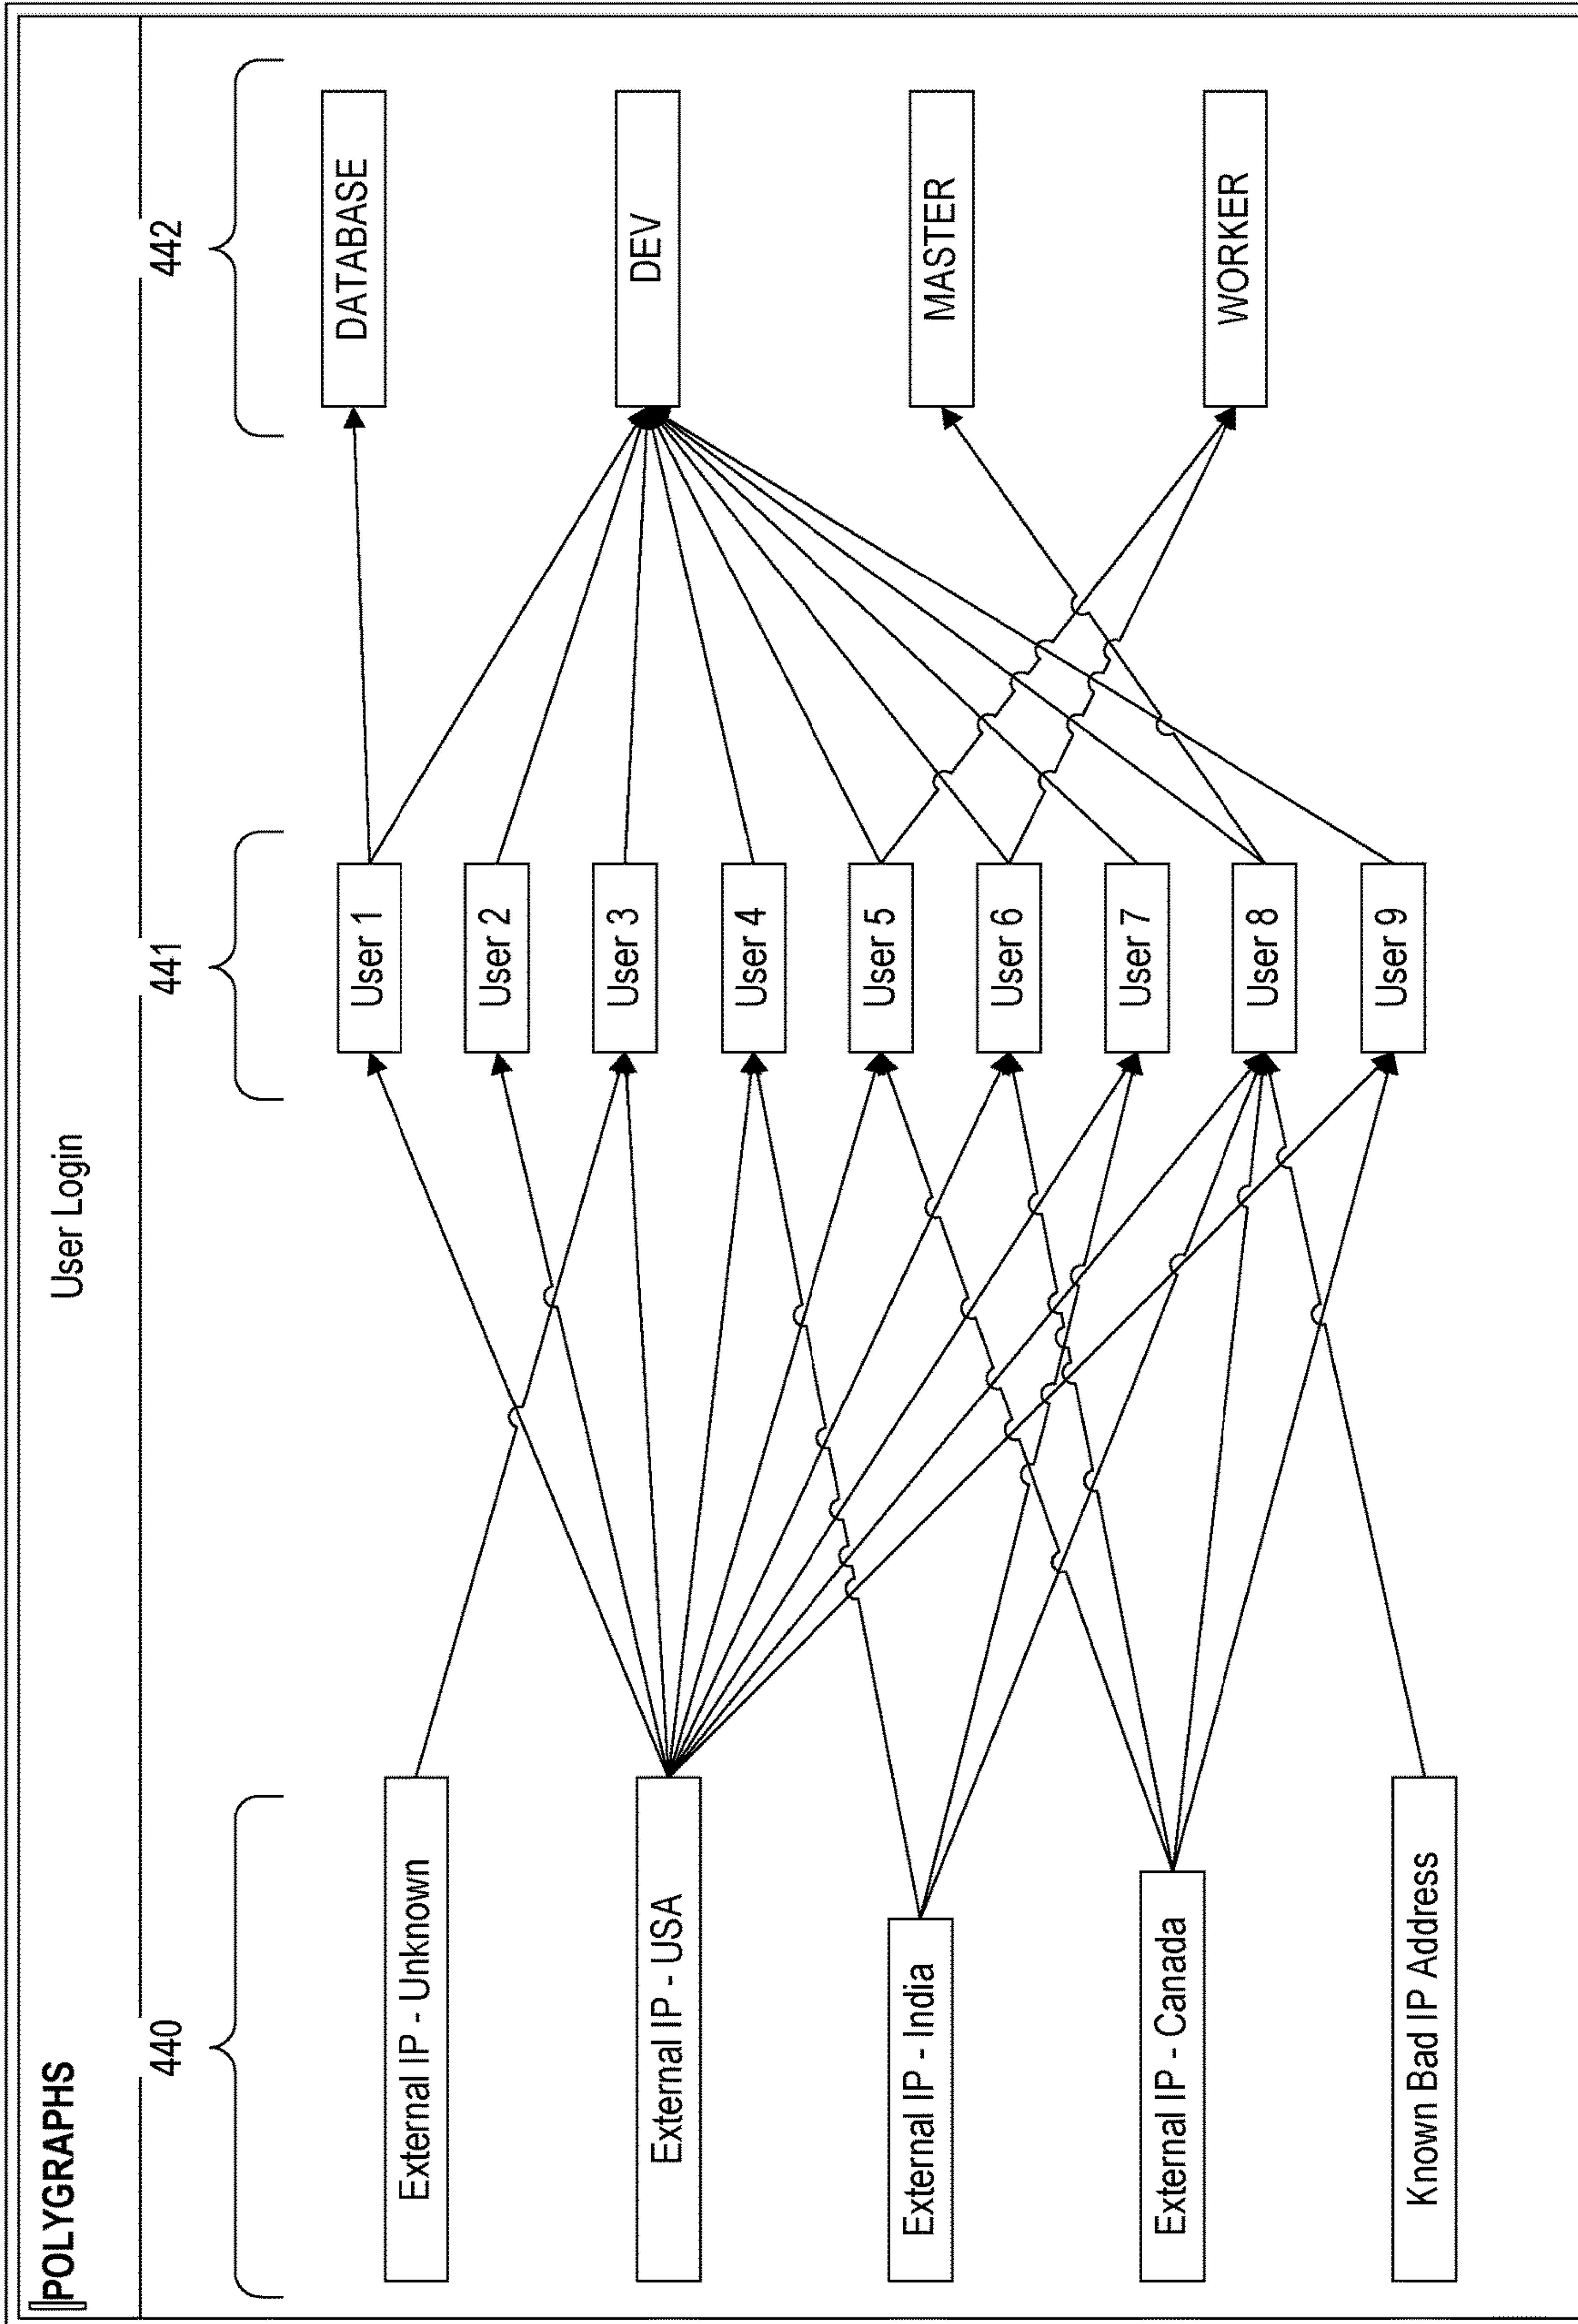 POLYGRAPHS
User Login
440
441
442
External IP - Unknown
External IP - USA
External IP - India
External IP - Canada
Known Bad IP Address
User 1
User 2
User 3
User 4
User 5
User 6
User 7
User 8
User 9
DATABASE
DEV
MASTER
WORKER